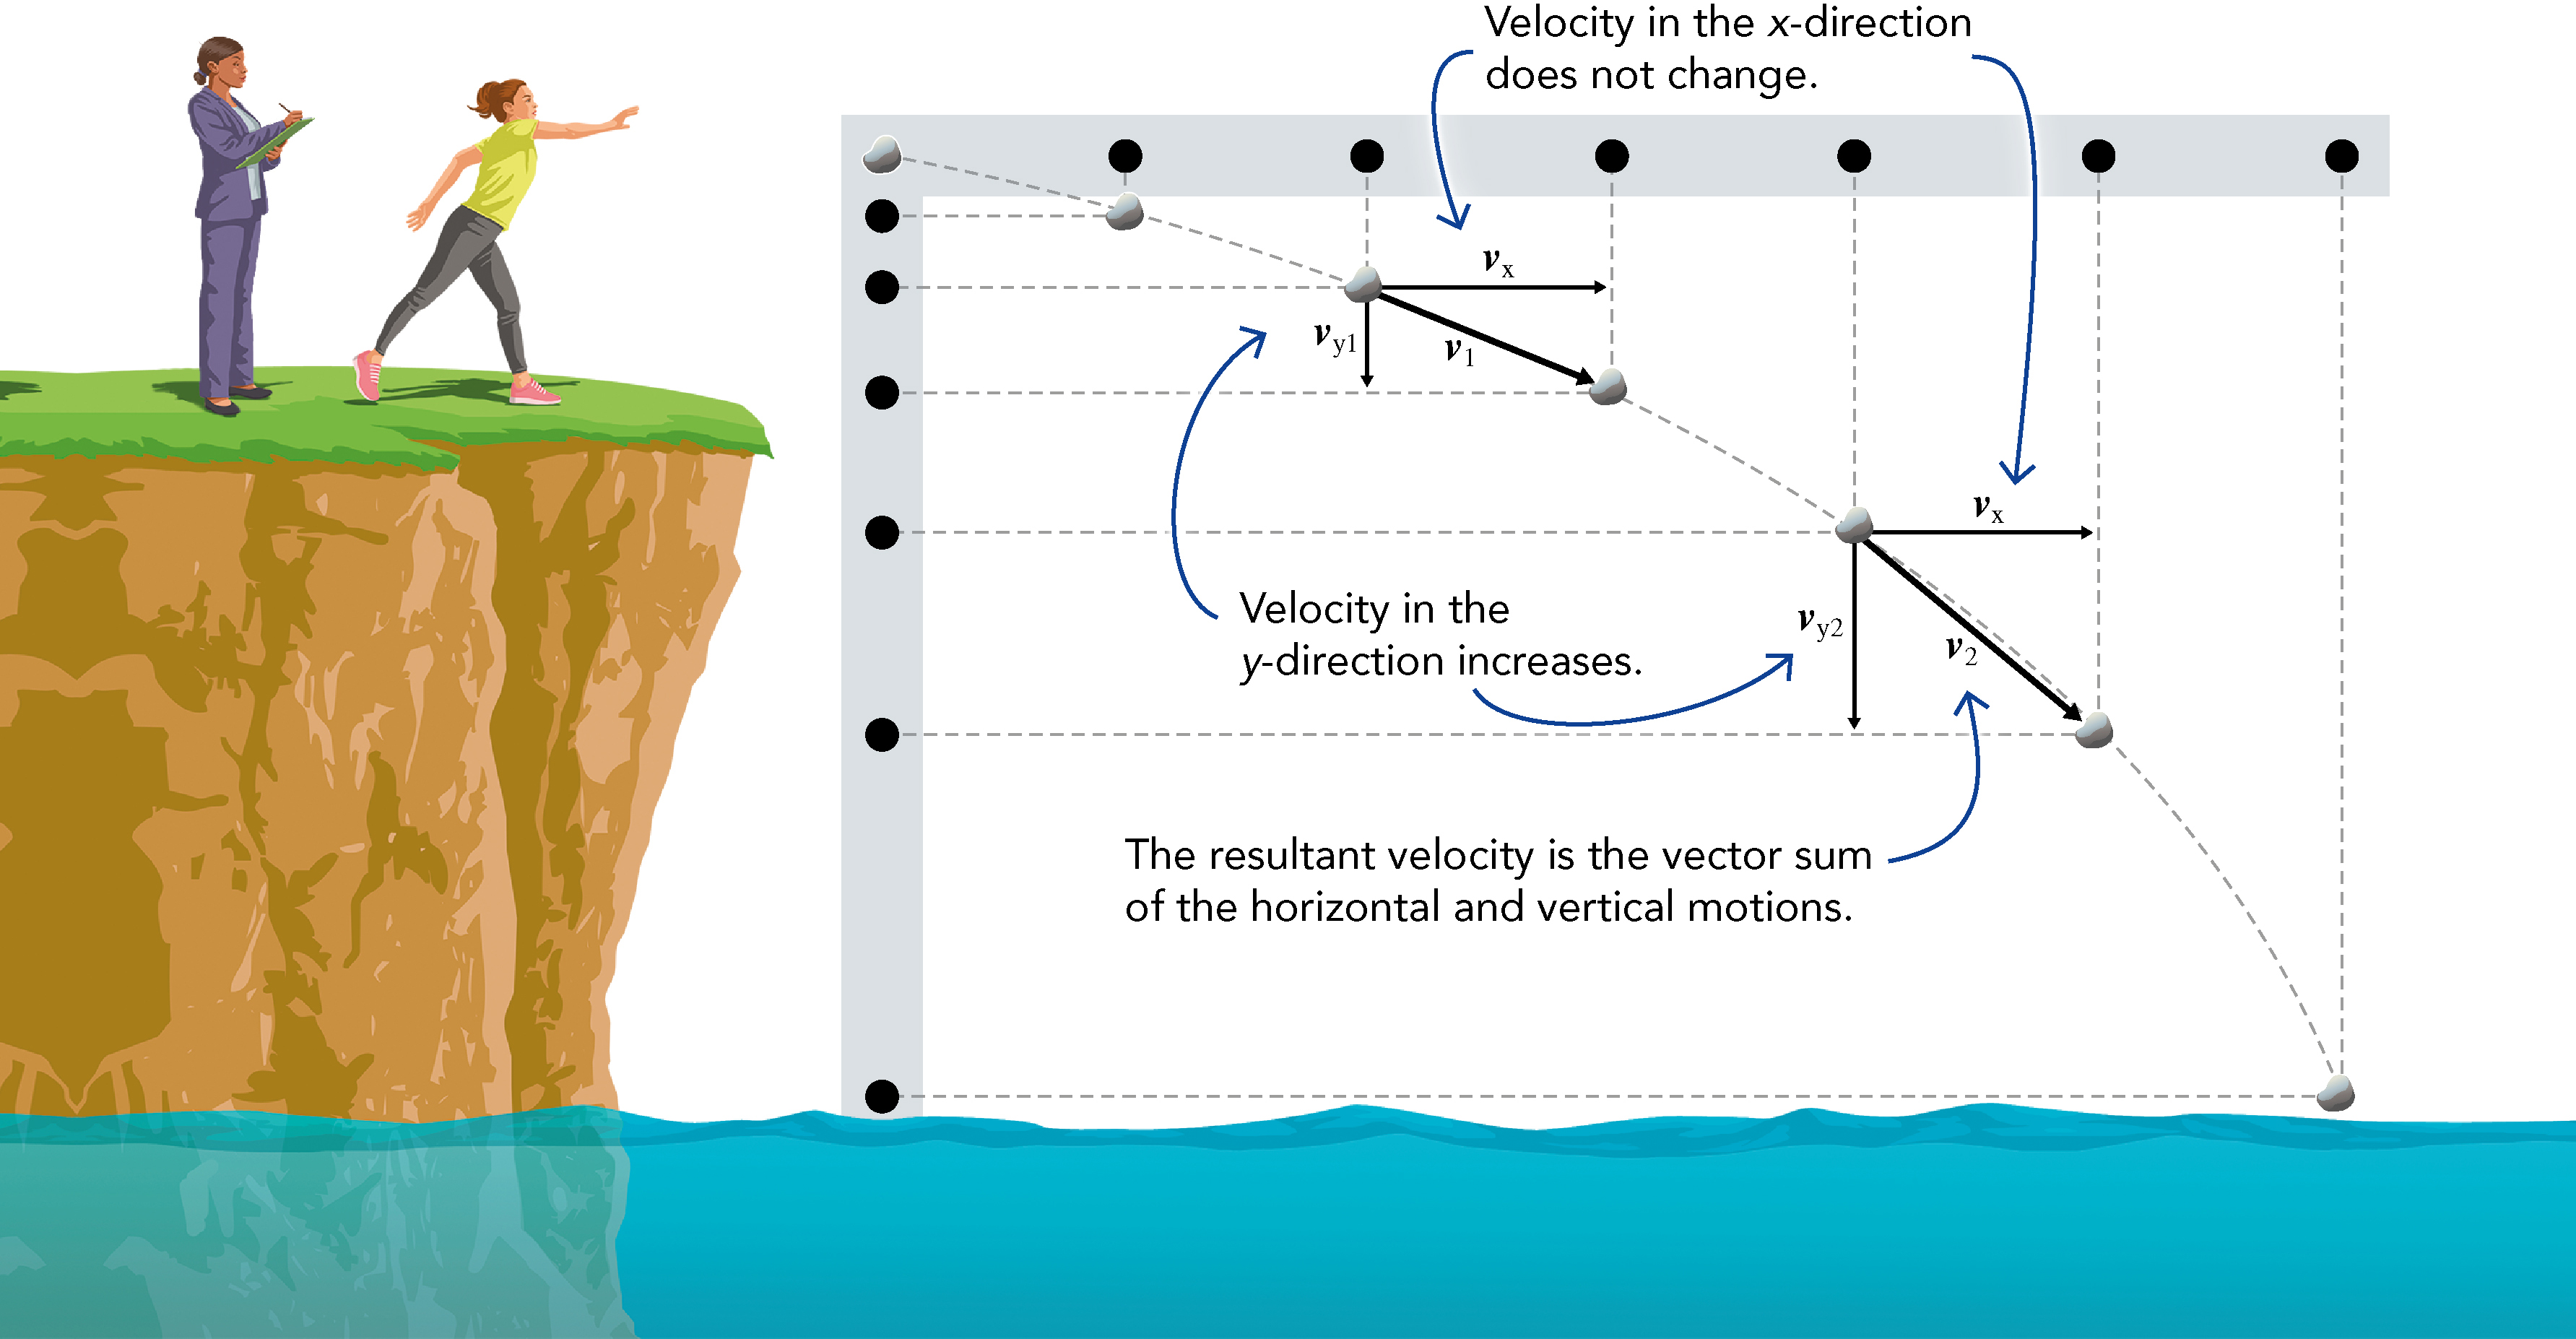 Velocity in the x-direction
does not change.
vx
vy1
v1
vx
Velocity in the
y-direction increases.
vy2
v2
The resultant velocity is the vector sum
of the horizontal and vertical motions.